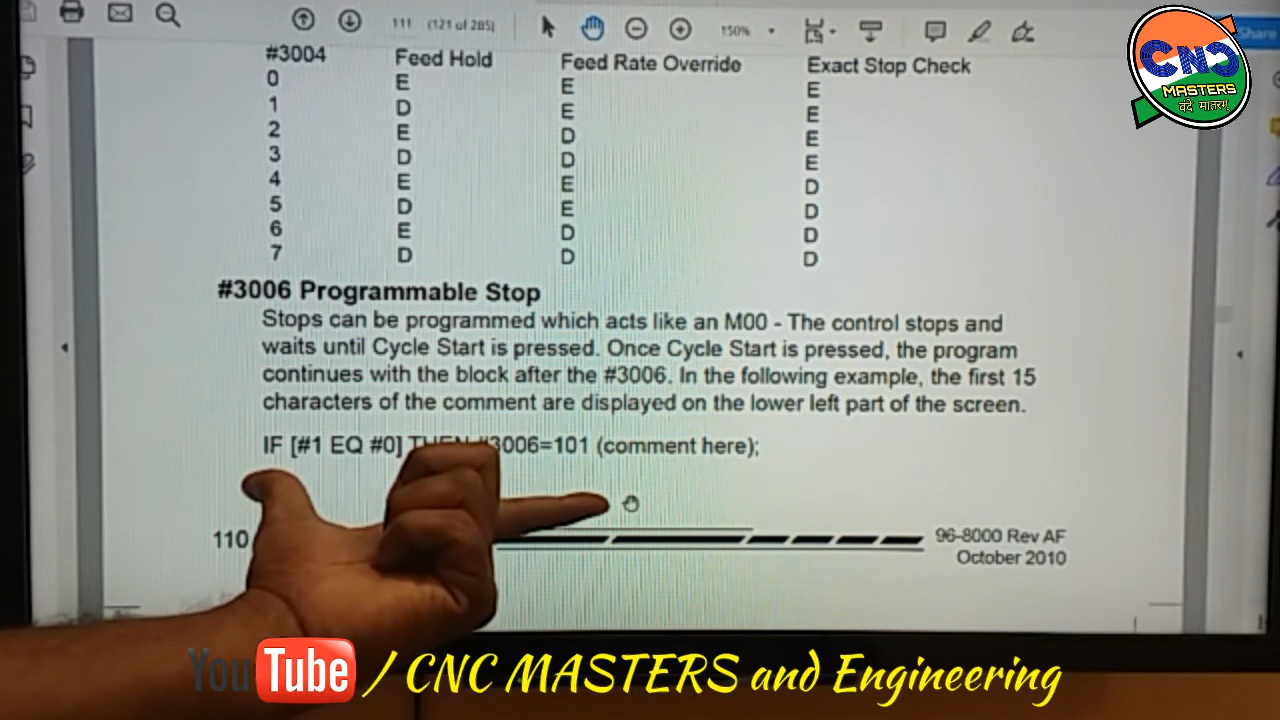 111 (121 of 285)
150%
Share
CNC
MASTERS
वंदे मातरम्
#3004 Feed Hold Feed Rate Override Exact Stop Check
0 E E E
1 D E E
2 E D E
3 D D E
4 E E D
5 D E D
6 E D D
7 D D D
#3006 Programmable Stop
Stops can be programmed which acts like an M00 - The control stops and
waits until Cycle Start is pressed. Once Cycle Start is pressed, the program
continues with the block after the #3006. In the following example, the first 15
characters of the comment are displayed on the lower left part of the screen.
IF [#1 EQ #0] THEN #3006=101 (comment here);
110
96-8000 Rev AF
October 2010
YouTube / CNC MASTERS and Engineering